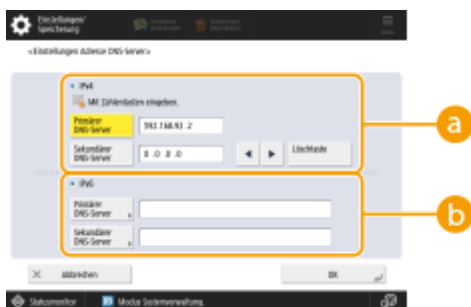 Einstellungen/
Speicherung
<Einstellungen Adresse DNS-Server>
IPv4
Mit Zahlentasten eingeben.
Primärer
DNS-Server
Sekundärer
DNS-Server
0 .0 .0 .0
Löschtaste
a
IPv6
Primärer
DNS-Server
Sekundärer
DNS-Server
b
Abbrechen
OK
Statusmonitor
Modus Systemverwaltung.